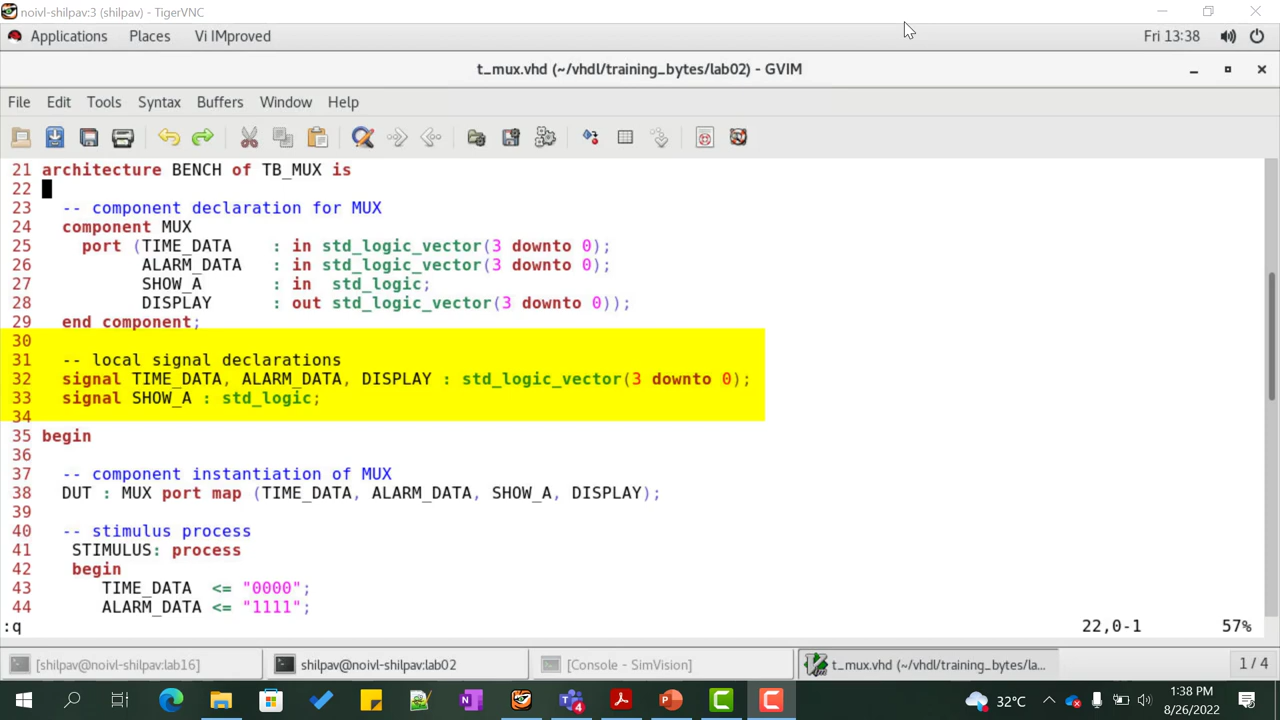 noivl-shilpav:3 (shilpav) - TigerVNC
Applications Places Vi IMproved Fri 13:38
t_mux.vhd (~/vhdl/training_bytes/lab02) - GVIM
File Edit Tools Syntax Buffers Window Help
21 architecture BENCH of TB_MUX is
22
23 -- component declaration for MUX
24 component MUX
25 port (TIME_DATA : in std_logic_vector(3 downto 0);
26 ALARM_DATA : in std_logic_vector(3 downto 0);
27 SHOW_A : in std_logic;
28 DISPLAY : out std_logic_vector(3 downto 0));
29 end component;
30
31 -- local signal declarations
32 signal TIME_DATA, ALARM_DATA, DISPLAY : std_logic_vector(3 downto 0);
33 signal SHOW_A : std_logic;
34
35 begin
36
37 -- component instantiation of MUX
38 DUT : MUX port map (TIME_DATA, ALARM_DATA, SHOW_A, DISPLAY);
39
40 -- stimulus process
41 STIMULUS: process
42 begin
43 TIME_DATA <= "0000";
44 ALARM_DATA <= "1111";
:q 22,0-1 57%
[shilpav@noivl-shilpav:lab16] shilpav@noivl-shilpav:lab02 [Console - SimVision] t_mux.vhd (~/vhdl/training_bytes/la... 1 / 4
32°C 1:38 PM
8/26/2022